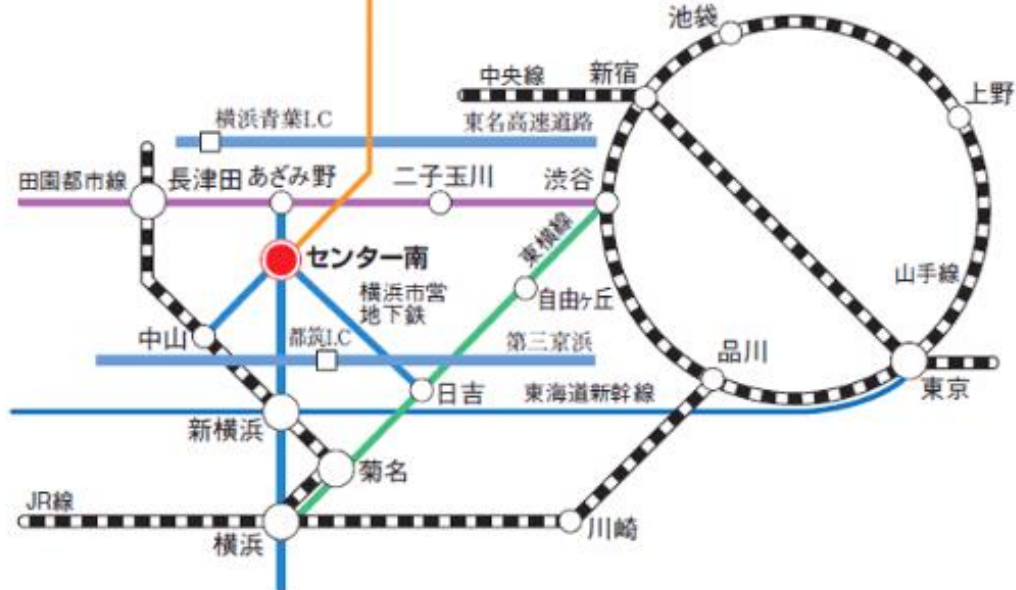 池袋
中央線
新宿
上野
横浜青葉I.C
東名高速道路
田園都市線
長津田
あざみ野
二子玉川
渋谷
東横線
センター南
横浜市営
地下鉄
自由ヶ丘
山手線
中山
都筑I.C
第三京浜
品川
日吉
東海道新幹線
東京
新横浜
菊名
JR線
横浜
川崎